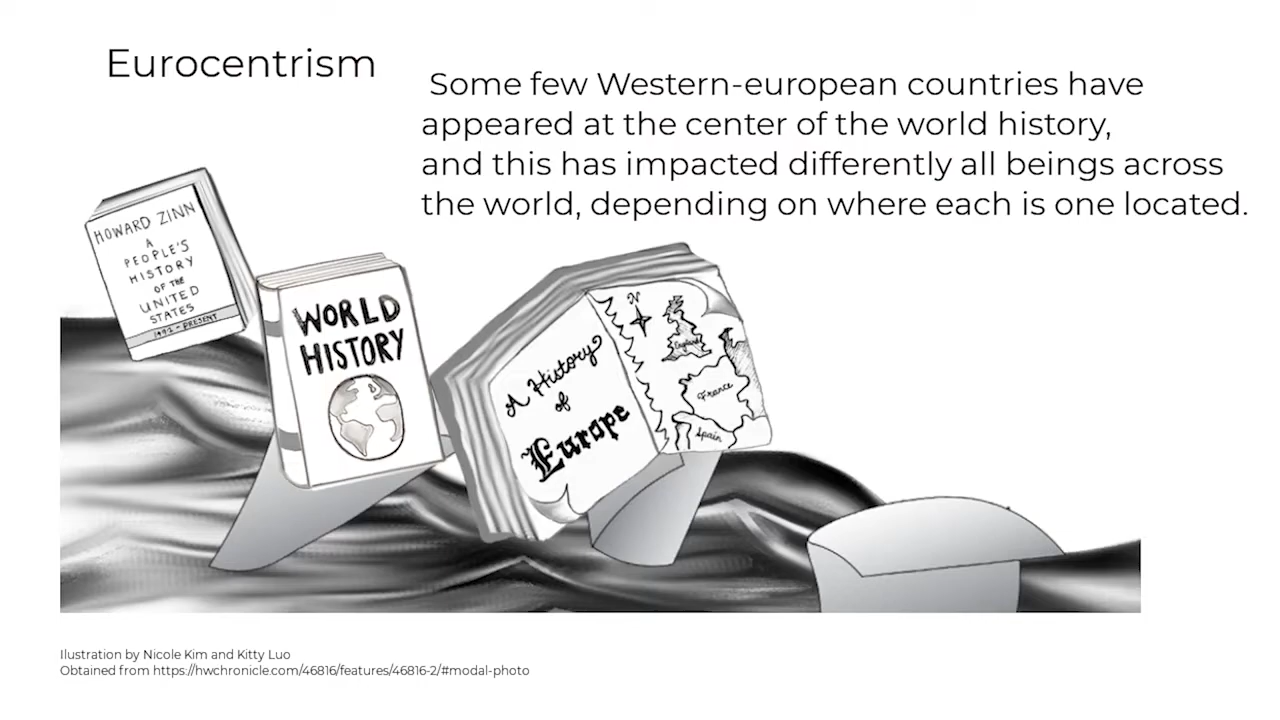 Eurocentrism
Some few Western-european countries have
appeared at the center of the world history,
and this has impacted differently all beings across
the world, depending on where each is one located.
HOWARD ZINN
A
PEOPLE'S
HISTORY
OF THE
UNITED
STATES
1492 - PRESENT
WORLD
HISTORY
A History
of
Europe
N
England
France
Spain
Ilustration by Nicole Kim and Kitty Luo
Obtained from https://hwchronicle.com/46816/features/46816-2/#modal-photo